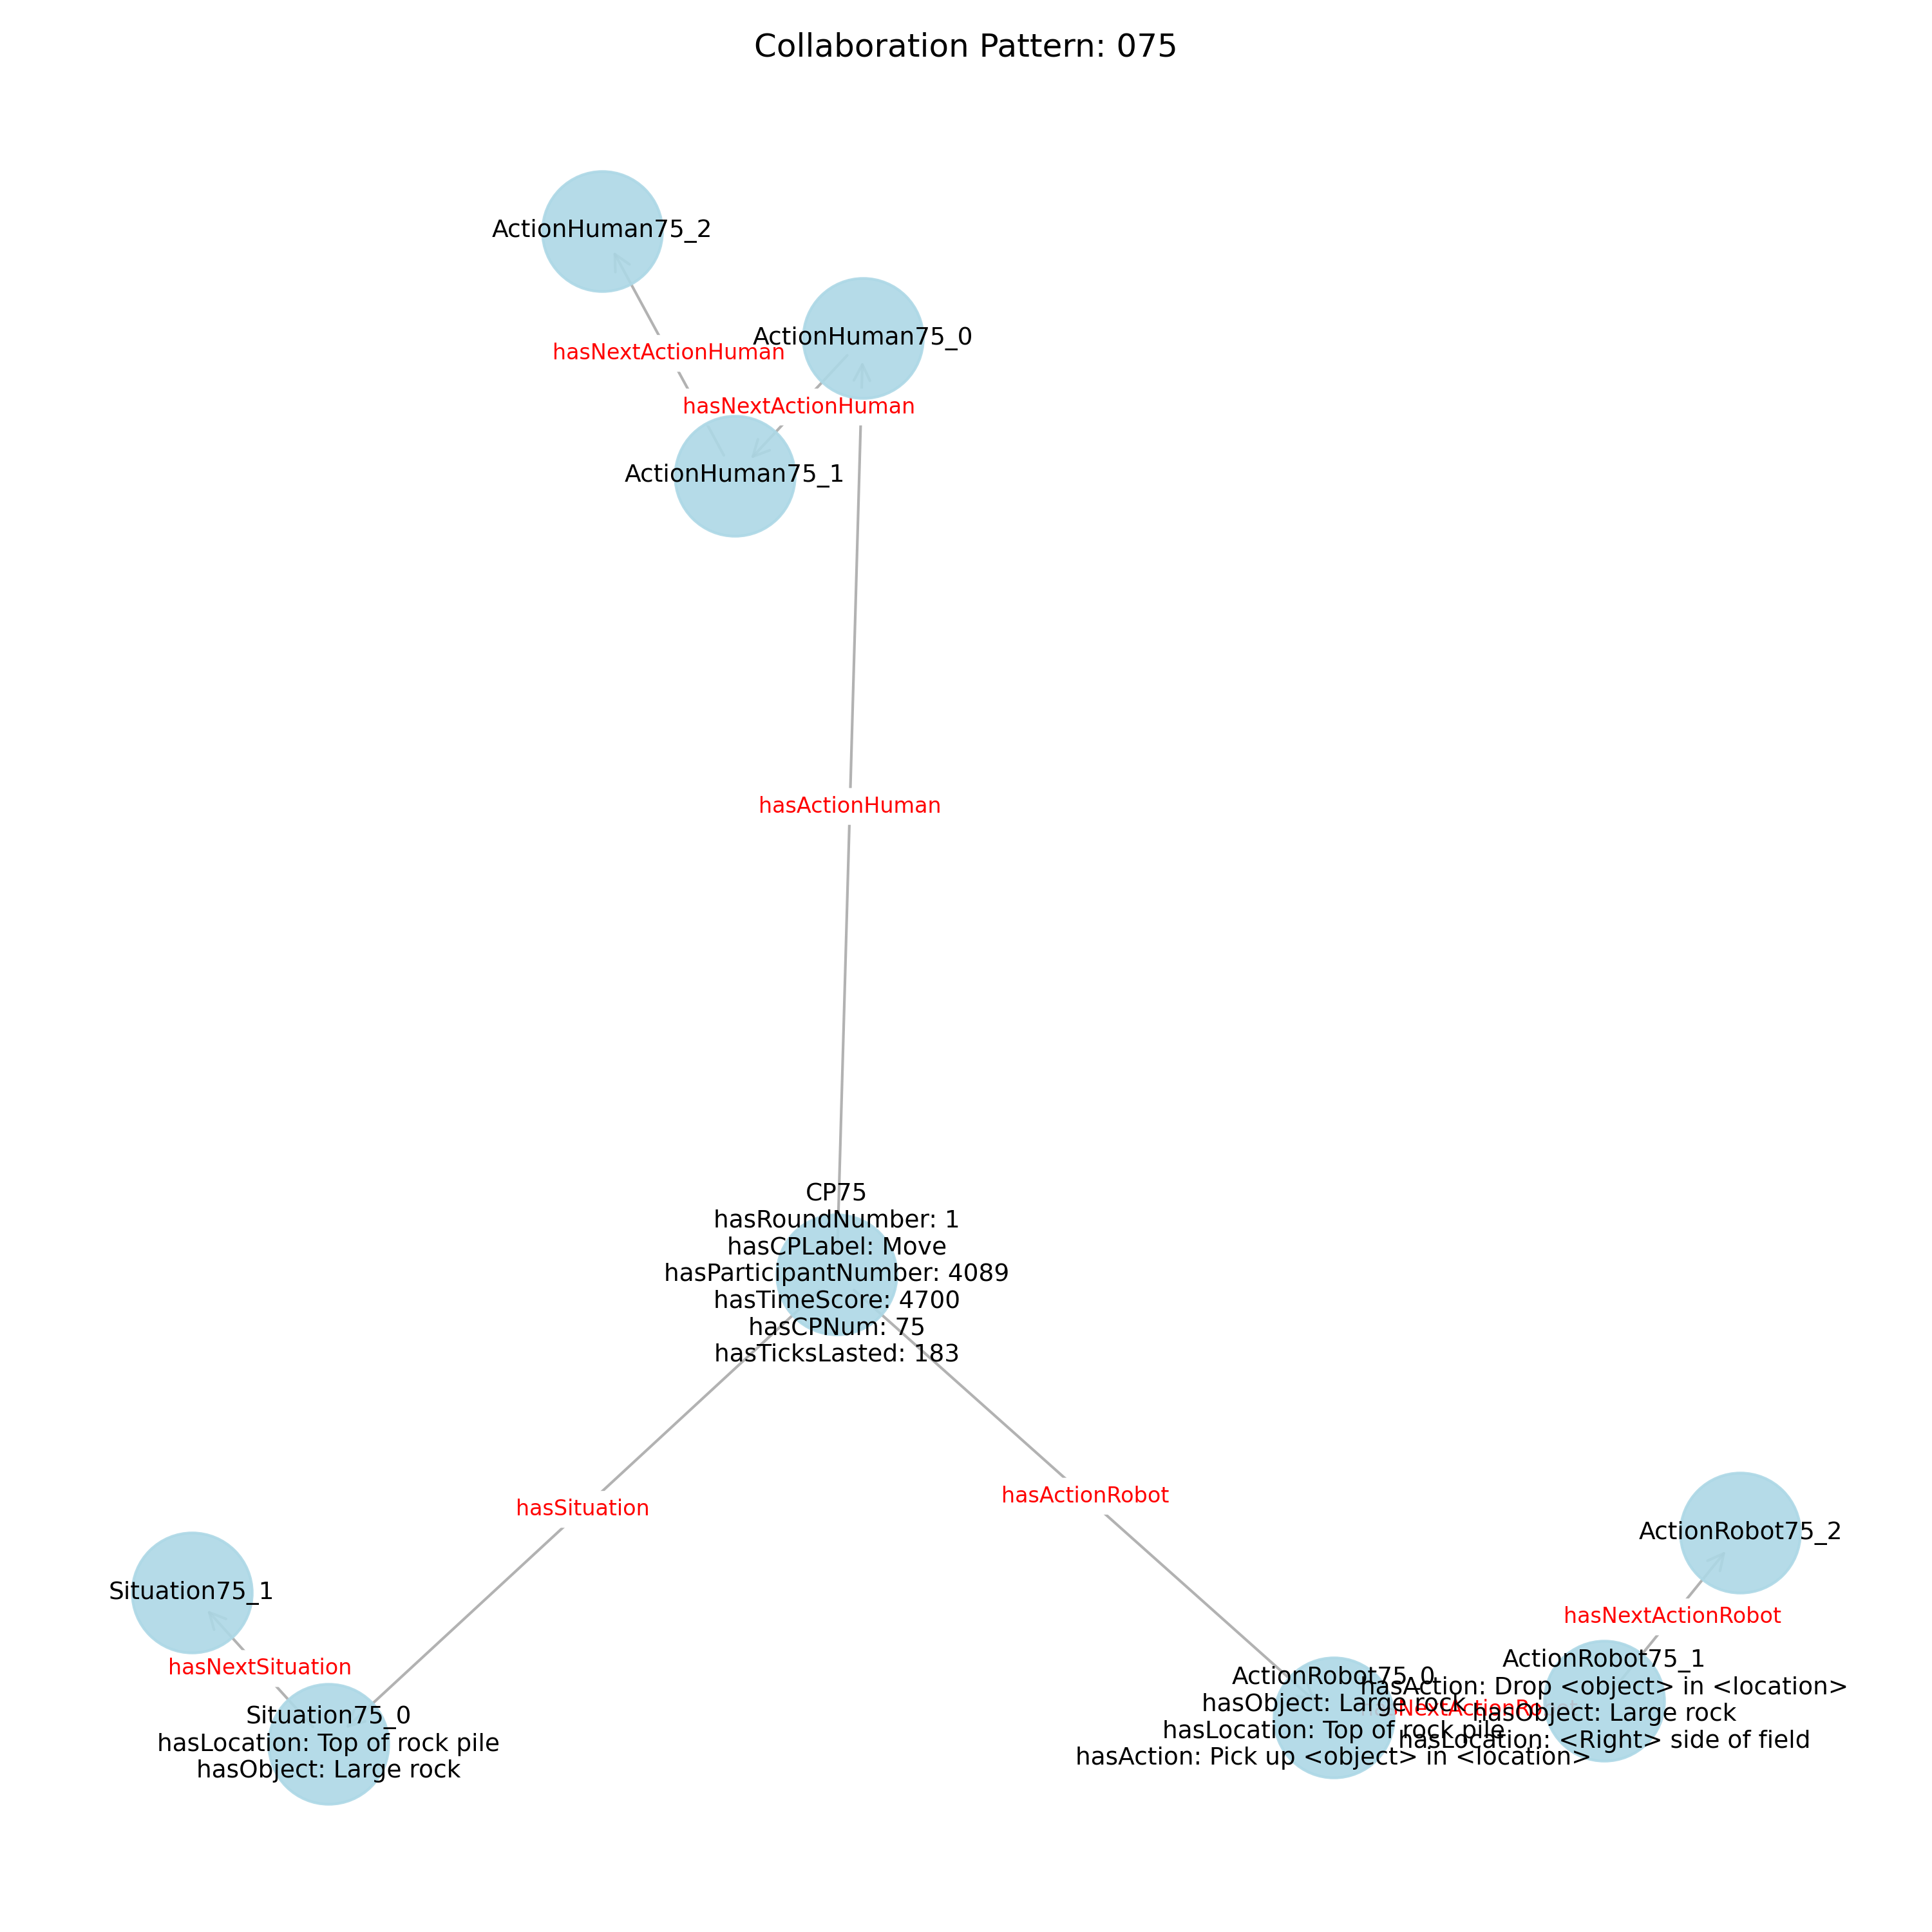 Collaboration Pattern: 075
ActionHuman75_2
ActionHuman75_0
hasNextActionHuman
hasNextActionHuman
ActionHuman75_1
hasActionHuman
CP75
hasRoundNumber: 1
hasCPLabel: Move
hasParticipantNumber: 4089
hasTimeScore: 4700
hasCPNum: 75
hasTicksLasted: 183
hasSituation
hasActionRobot
Situation75_1
hasNextSituation
Situation75_0
hasLocation: Top of rock pile
hasObject: Large rock
ActionRobot75_2
hasNextActionRobot
ActionRobot75_0
hasObject: Large rock
hasLocation: Top of rock pile
hasAction: Pick up <object> in <location>
hasNextActionRobot
ActionRobot75_1
hasAction: Drop <object> in <location>
hasObject: Large rock
hasLocation: <Right> side of field